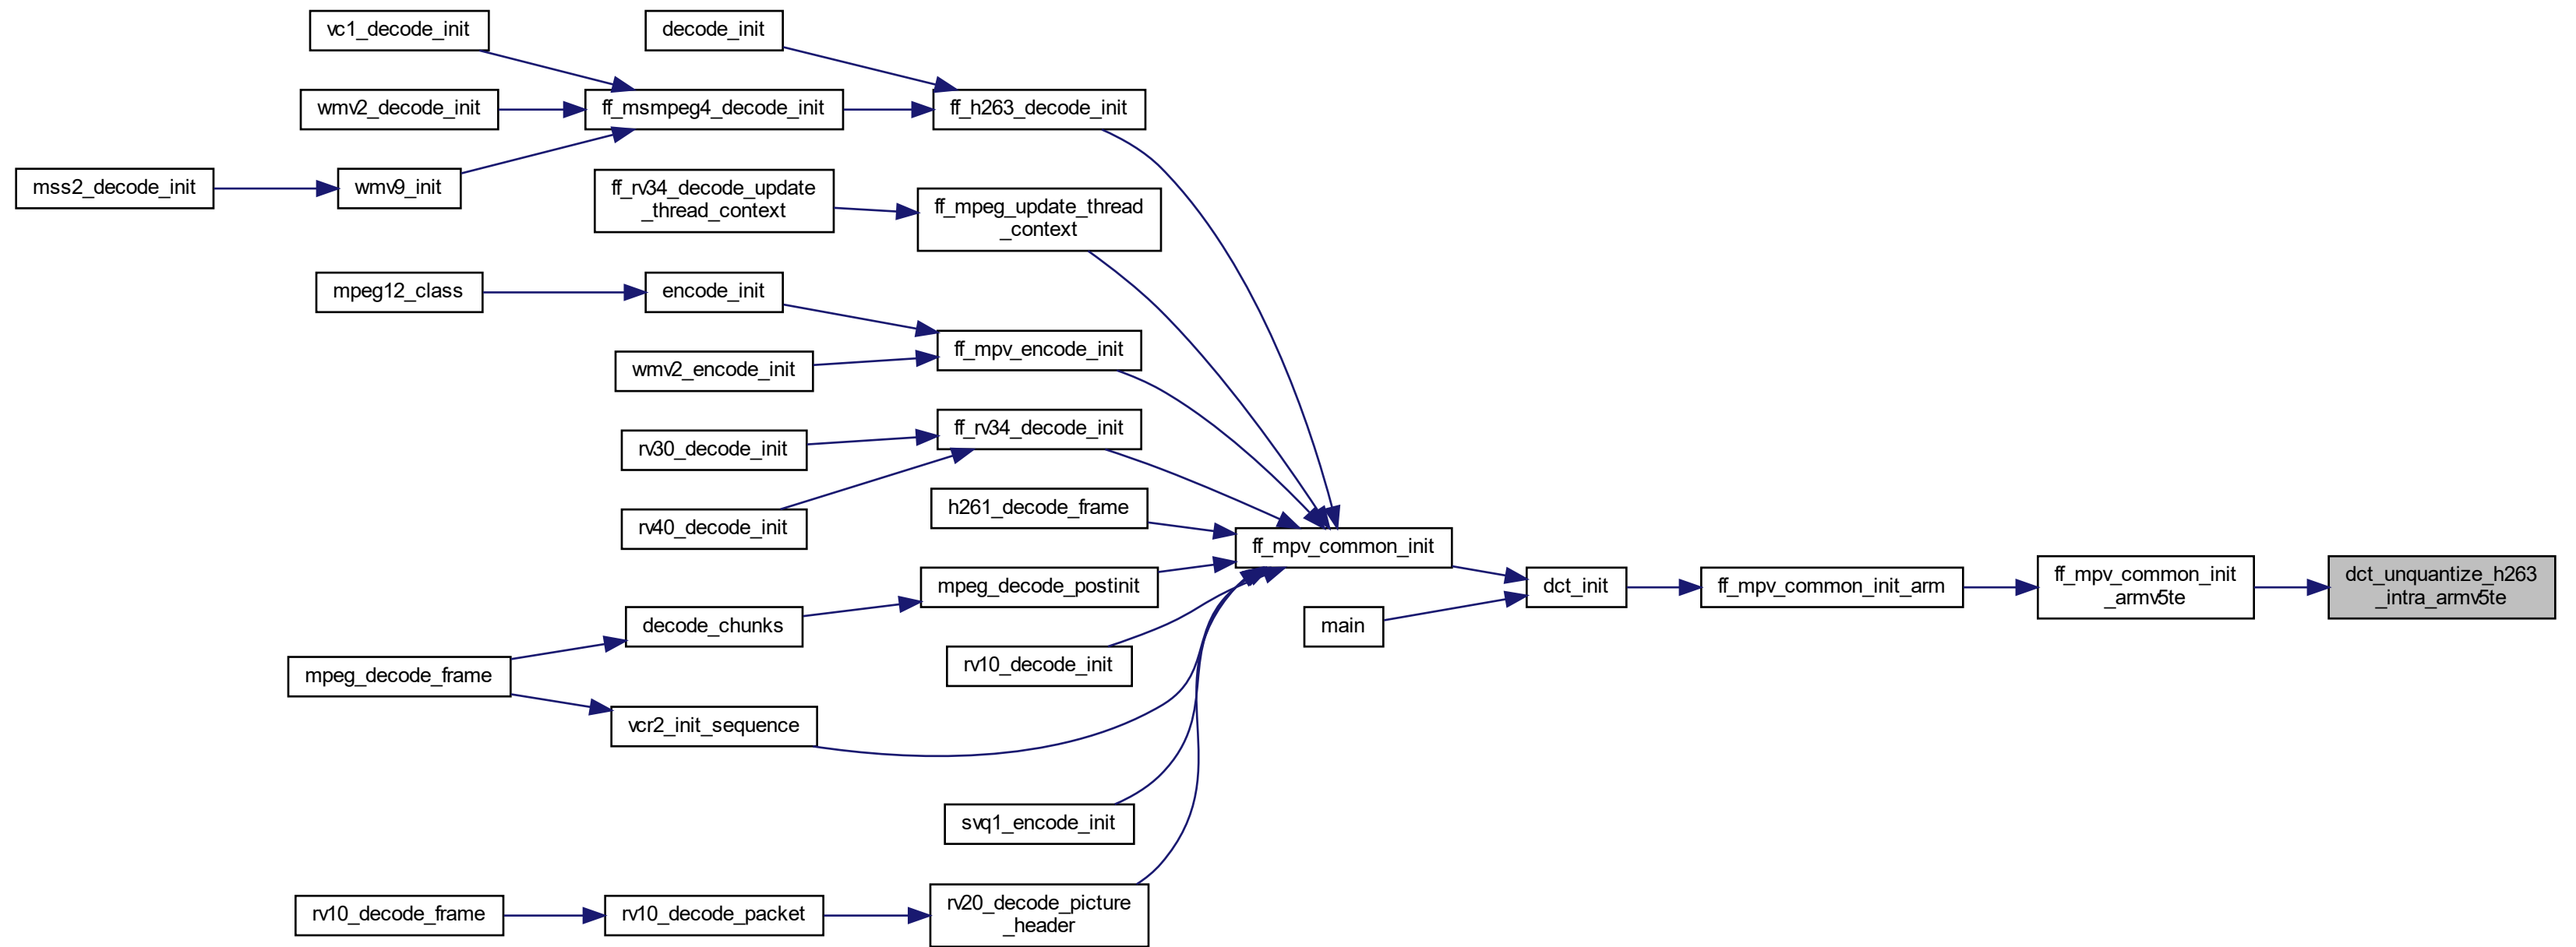 vc1_decode_init
decode_init
wmv2_decode_init
ff_msmpeg4_decode_init
ff_h263_decode_init
mss2_decode_init
wmv9_init
ff_rv34_decode_update
_thread_context
ff_mpeg_update_thread
_context
mpeg12_class
encode_init
ff_mpv_encode_init
wmv2_encode_init
ff_rv34_decode_init
rv30_decode_init
h261_decode_frame
rv40_decode_init
ff_mpv_common_init
mpeg_decode_postinit
dct_init
ff_mpv_common_init_arm
ff_mpv_common_init
_armv5te
dct_unquantize_h263
_intra_armv5te
decode_chunks
main
mpeg_decode_frame
rv10_decode_init
vcr2_init_sequence
svq1_encode_init
rv10_decode_frame
rv10_decode_packet
rv20_decode_picture
_header